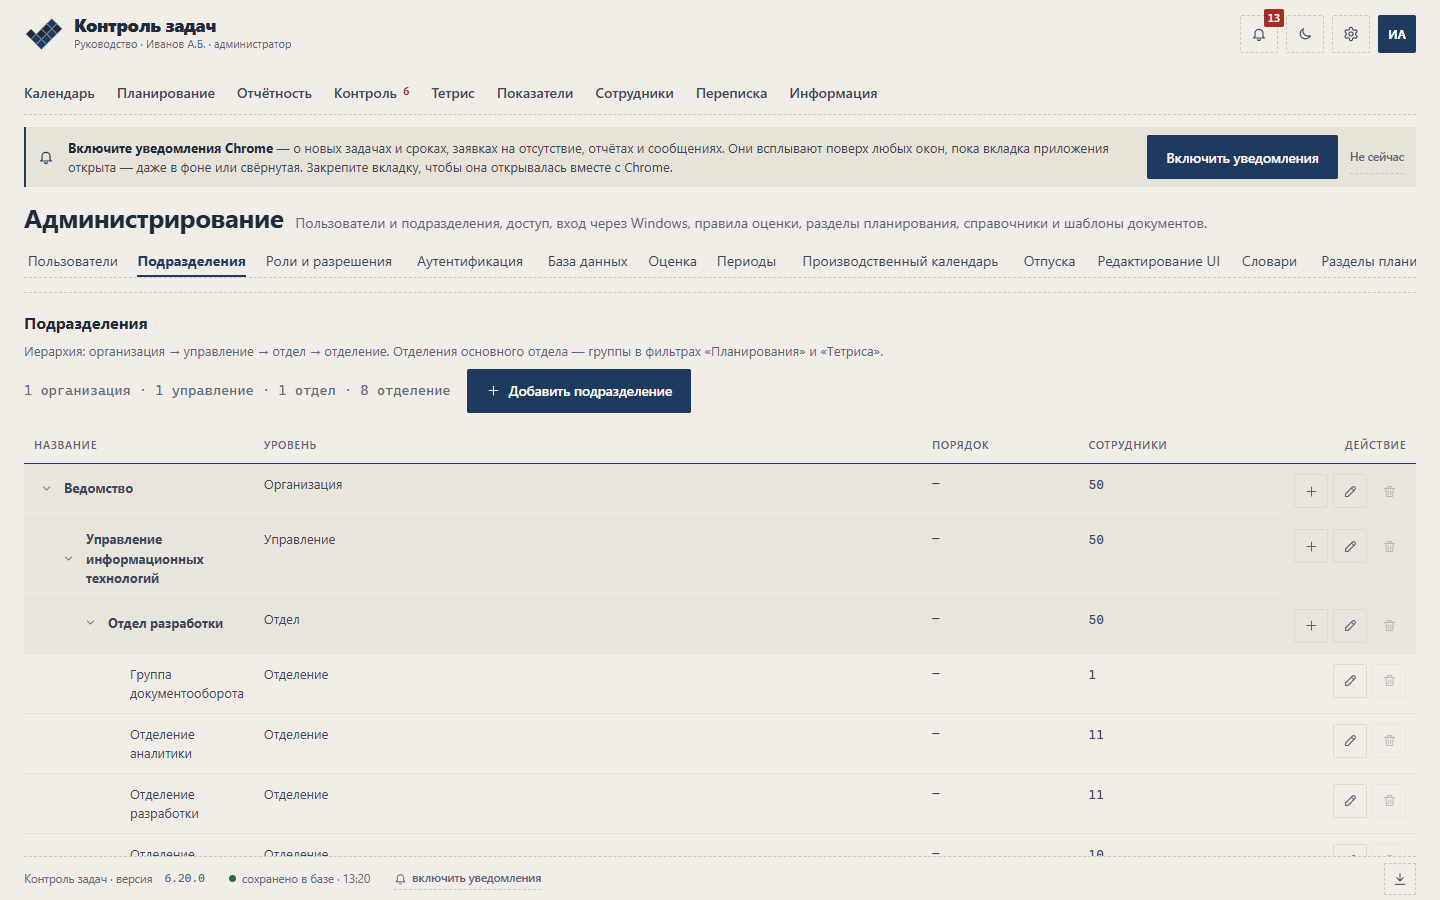 Контроль задач
Руководство · Иванов А.Б. · администратор
13
ИА
Календарь Планирование Отчётность Контроль 6 Тетрис Показатели Сотрудники Переписка Информация
Включите уведомления Chrome — о новых задачах и сроках, заявках на отсутствие, отчётах и сообщениях. Они всплывают поверх любых окон, пока вкладка приложения
открыта — даже в фоне или свёрнутая. Закрепите вкладку, чтобы она открывалась вместе с Chrome.
Включить уведомления
Не сейчас
Администрирование Пользователи и подразделения, доступ, вход через Windows, правила оценки, разделы планирования, справочники и шаблоны документов.
Пользователи Подразделения Роли и разрешения Аутентификация База данных Оценка Периоды Производственный календарь Отпуска Редактирование UI Словари Разделы плани
Подразделения
Иерархия: организация → управление → отдел → отделение. Отделения основного отдела — группы в фильтрах «Планирования» и «Тетриса».
1 организация · 1 управление · 1 отдел · 8 отделение
+ Добавить подразделение
НАЗВАНИЕ УРОВЕНЬ ПОРЯДОК СОТРУДНИКИ ДЕЙСТВИЕ
Ведомство Организация — 50
Управление
информационных
технологий
Управление — 50
Отдел разработки Отдел — 50
Группа
документооборота
Отделение — 1
Отделение
аналитики
Отделение — 11
Отделение
разработки
Отделение — 11
Отделение Отделение — 10
Контроль задач · версия 6.20.0 сохранено в базе · 13:20 включить уведомления